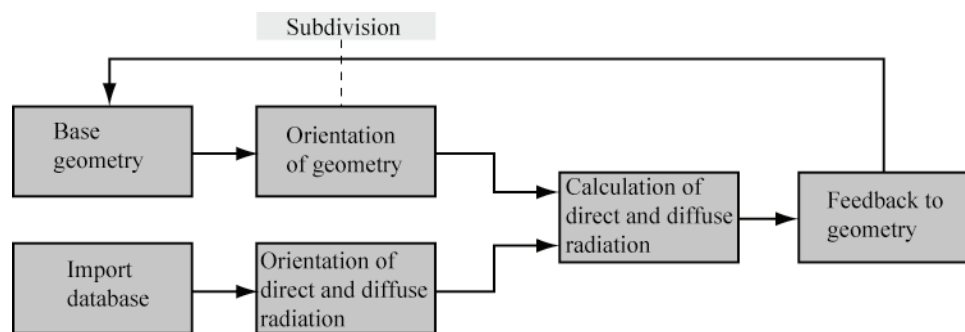 Subdivision
Base
geometry
Orientation
of geometry
Calculation of
direct and diffuse
radiation
Feedback to
geometry
Import
database
Orientation of
direct and diffuse
radiation